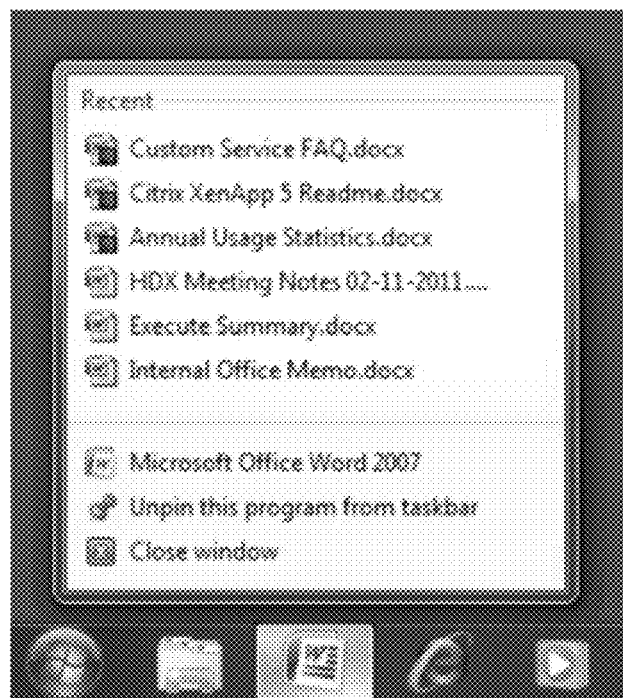 Recent
Custom Service FAQ.docx
Citrix XenApp 5 Readme.docx
Annual Usage Statistics.docx
HDX Meeting Notes 02-11-2011....
Execute Summary.docx
Internal Office Memo.docx
Microsoft Office Word 2007
Unpin this program from taskbar
Close window